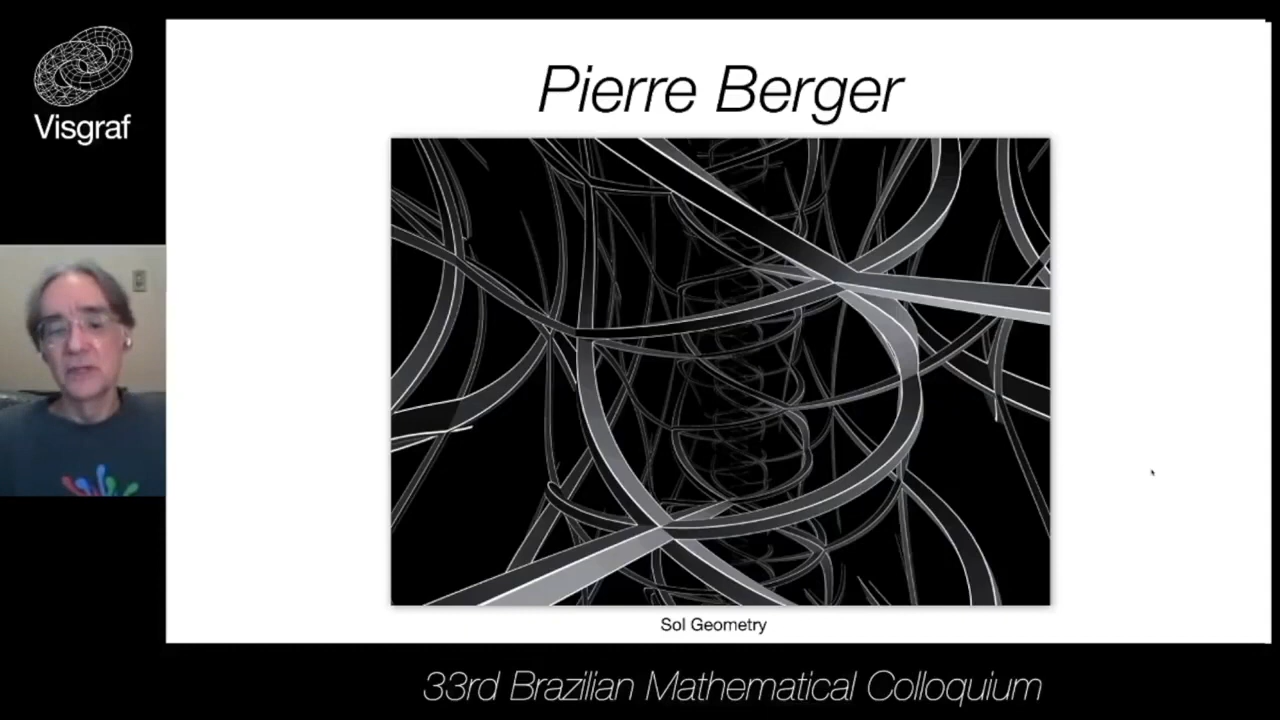 Visgraf
Pierre Berger
Sol Geometry
33rd Brazilian Mathematical Colloquium